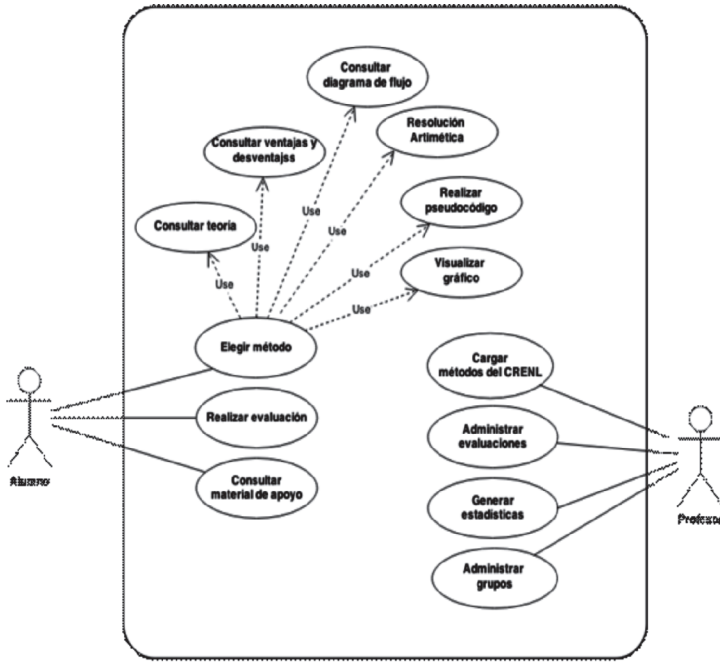 Consultar
diagrama de flujo
Resolución
Artimética
Consultar ventajas y
desventajss
Realizar
pseudocódigo
Consultar teoría
Visualizar
gráfico
Use
Use
Use
Use
Use
Use
Elegir método
Realizar evaluación
Consultar
material de apoyo
Cargar
métodos del CRENL
Administrar
evaluaciones
Generar
estadísticas
Administrar
grupos
Alumno
Profesor